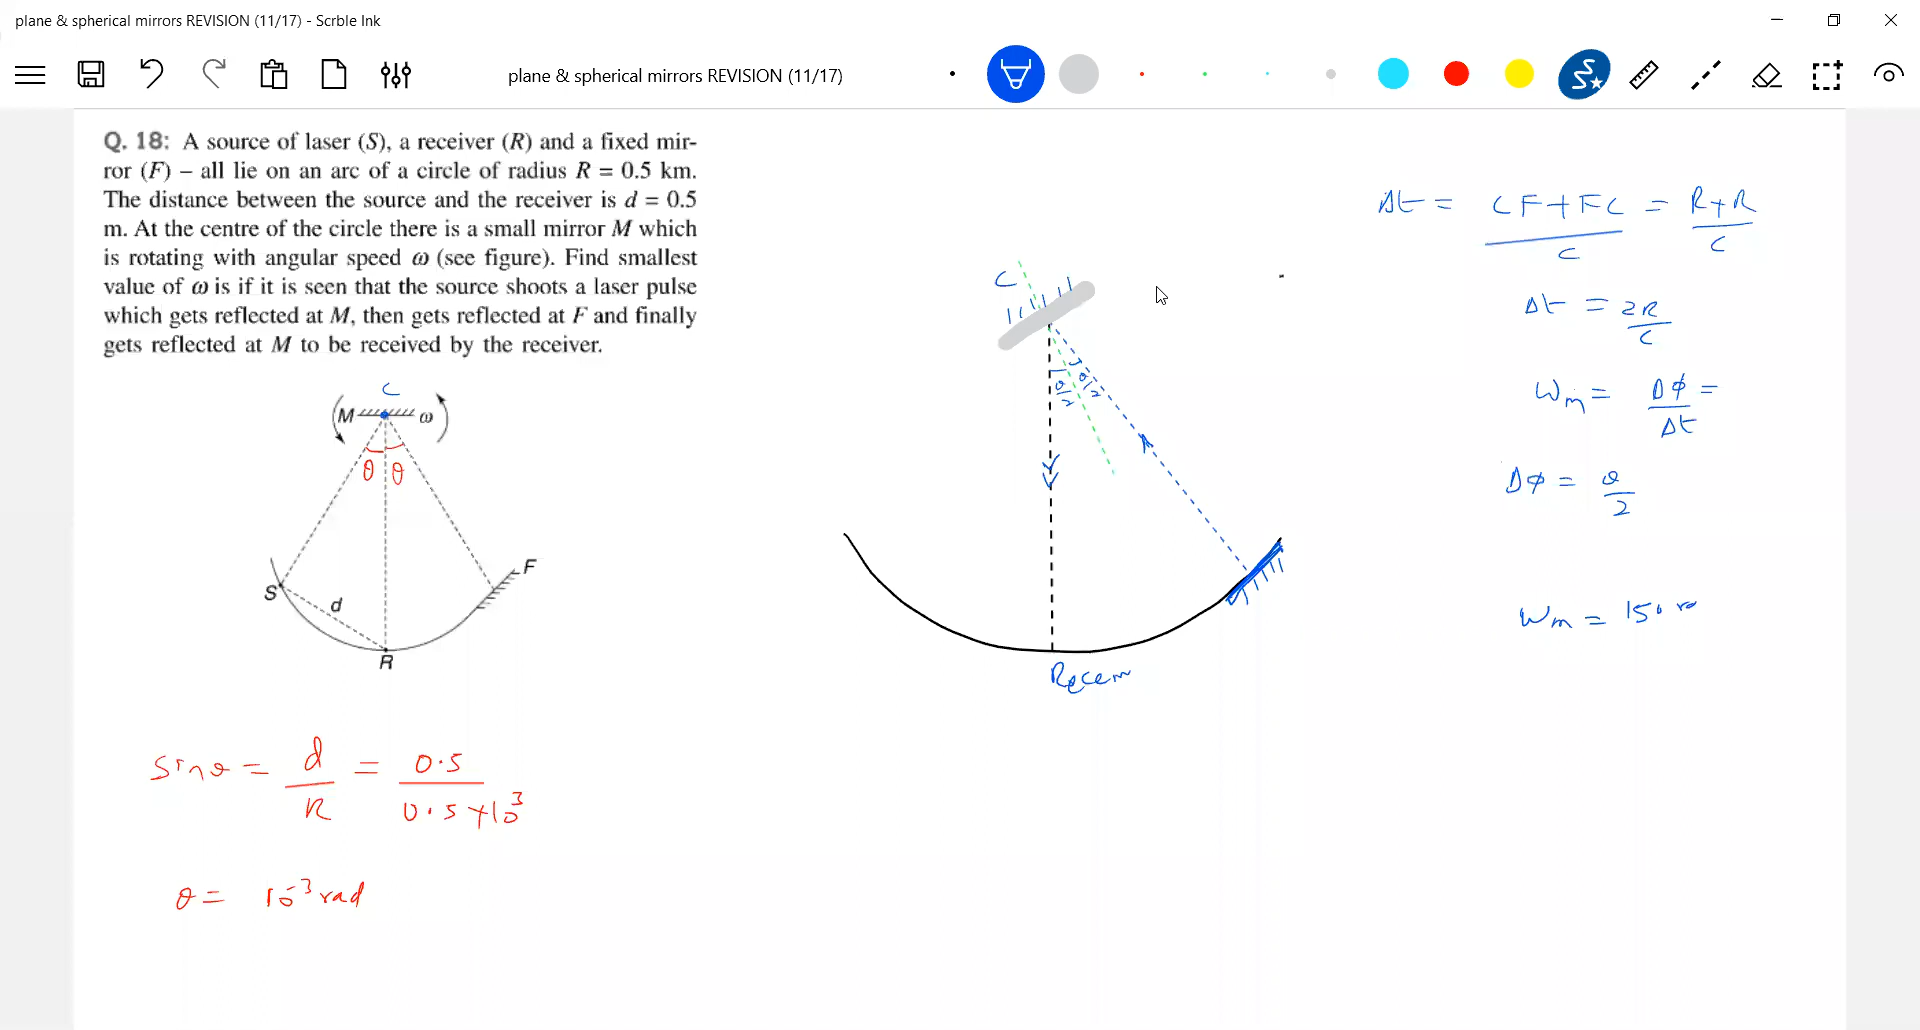 plane & spherical mirrors REVISION (11/17) - Scrble Ink
plane & spherical mirrors REVISION (11/17)
Q. 18: A source of laser (S), a receiver (R) and a fixed mir-
ror (F) – all lie on an arc of a circle of radius R = 0.5 km.
The distance between the source and the receiver is d = 0.5
m. At the centre of the circle there is a small mirror M which
is rotating with angular speed ω (see figure). Find smallest
value of ω is if it is seen that the source shoots a laser pulse
which gets reflected at M, then gets reflected at F and finally
gets reflected at M to be received by the receiver.
C
M ω
θ θ
S d F
R
sinθ = d/R = 0.5/0.5×10³
θ = 10⁻³ rad
C
θ/2 θ/2
Δt = CF+FC/C = R+R/C
Δt = 2R/C
ωm = Δφ/Δt =
Δφ = θ/2
ωm = 150 ra